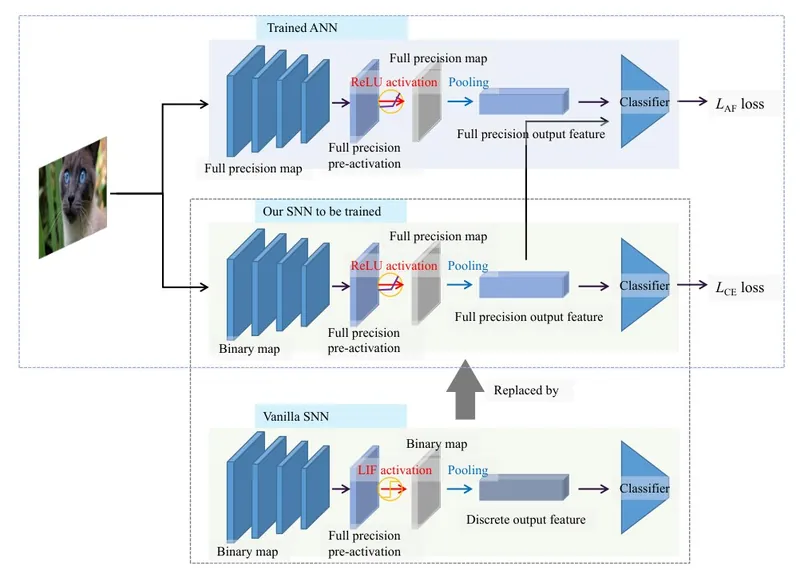 Trained ANN
Full precision map
ReLU activation
Pooling
Classifier
L_AF loss
Full precision output feature
Full precision
pre-activation
Full precision map
Our SNN to be trained
Full precision map
ReLU activation
Pooling
Classifier
L_CE loss
Full precision output feature
Full precision
pre-activation
Binary map
Replaced by
Vanilla SNN
Binary map
LIF activation
Pooling
Classifier
Discrete output feature
Full precision
pre-activation
Binary map